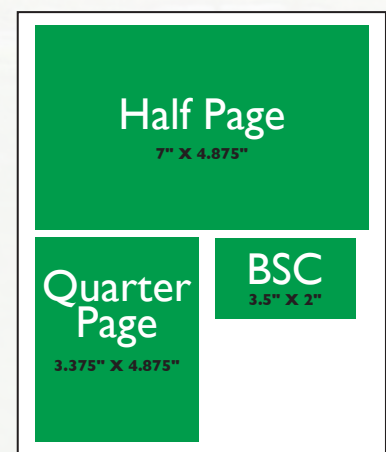 Half Page
7" X 4.875"
Quarter
Page
3.375" X 4.875"
BSC
3.5" X 2"